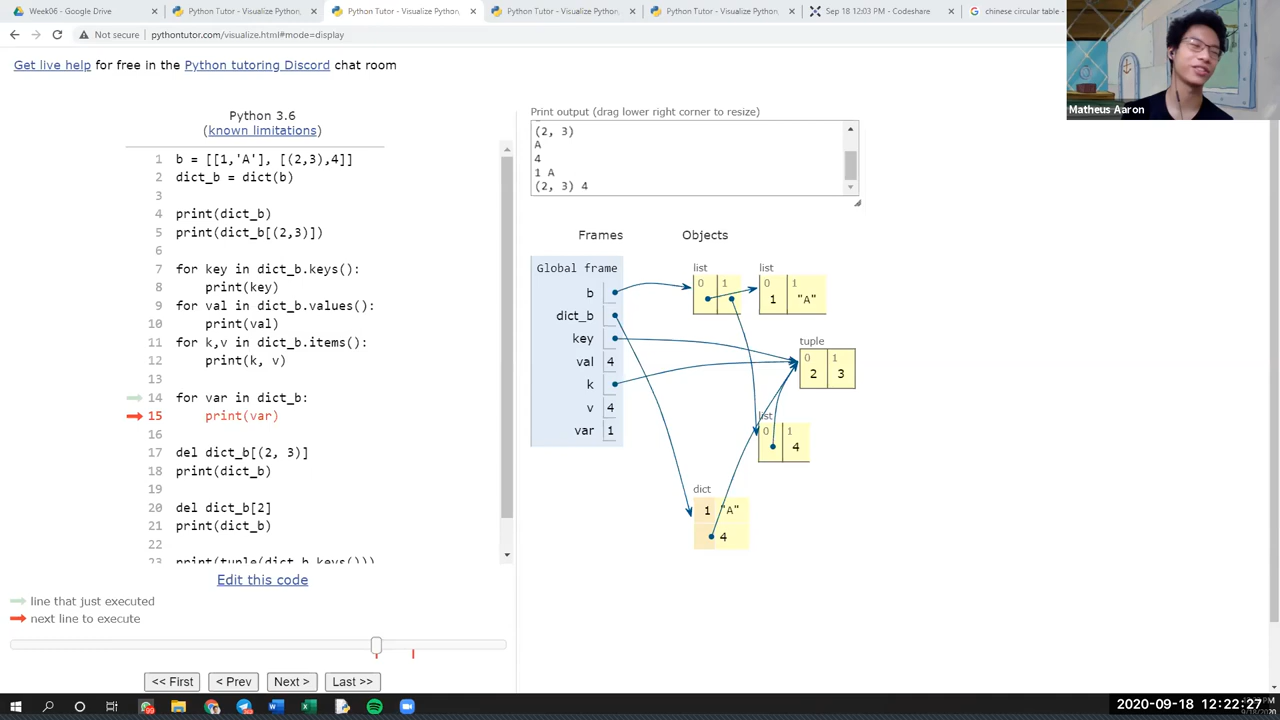 Week06 - Google Drive
Python Tutor - Visualize Python,
Python Tutor - Visualize Python,
Python Tutor - Visualize Python,
Python Tutor - Visualize Python,
Sep 18 12:03 PM - Codeshare
chinese circular table -
Not secure | pythontutor.com/visualize.html#mode=display
Get live help for free in the Python tutoring Discord chat room
Matheus Aaron
Python 3.6
(known limitations)
1 b = [[1,'A'], [(2,3),4]]
2 dict_b = dict(b)
3
4 print(dict_b)
5 print(dict_b[(2,3)])
6
7 for key in dict_b.keys():
8 print(key)
9 for val in dict_b.values():
10 print(val)
11 for k,v in dict_b.items():
12 print(k, v)
13
14 for var in dict_b:
15 print(var)
16
17 del dict_b[(2, 3)]
18 print(dict_b)
19
20 del dict_b[2]
21 print(dict_b)
22
23 print(tuple(dict_b.keys()))
Edit this code
line that just executed
next line to execute
<< First
< Prev
Next >
Last >>
Print output (drag lower right corner to resize)
(2, 3)
A
4
1 A
(2, 3) 4
Frames
Objects
Global frame
b
dict_b
key
val 4
k
v 4
var 1
list
0 1
list
0 1
1 "A"
tuple
0 1
2 3
list
0 1
4
dict
1 "A"
4
2020-09-18 12:22:27